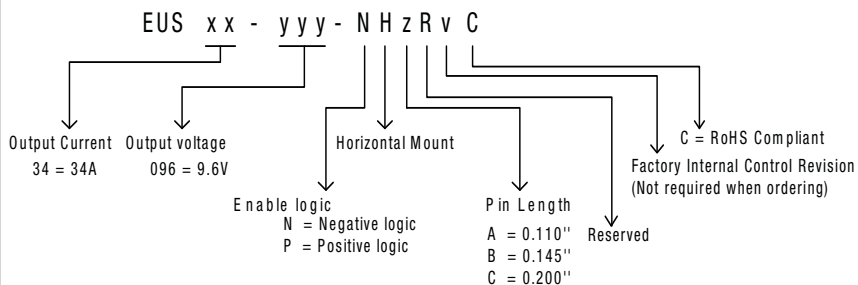 EUS xx - yyy - N H z R v C
Output Current
34 = 34A
Output voltage
096 = 9.6V
Enable logic
N = Negative logic
P = Positive logic
Horizontal Mount
Pin Length
A = 0.110''
B = 0.145''
C = 0.200''
Reserved
Factory Internal Control Revision
(Not required when ordering)
C = RoHS Compliant